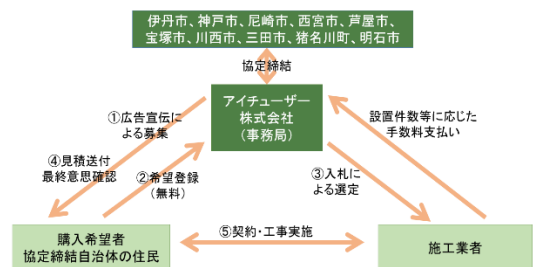 伊丹市、神戸市、尼崎市、西宮市、芦屋市、
宝塚市、川西市、三田市、猪名川町、明石市
協定締結
アイチューザー
株式会社
（事務局）
①広告宣伝に
よる募集
設置件数等に応じた
手数料支払い
④見積送付
最終意思確認
②希望登録
（無料）
③入札に
よる選定
購入希望者
協定締結自治体の住民
⑤契約・工事実施
施工業者